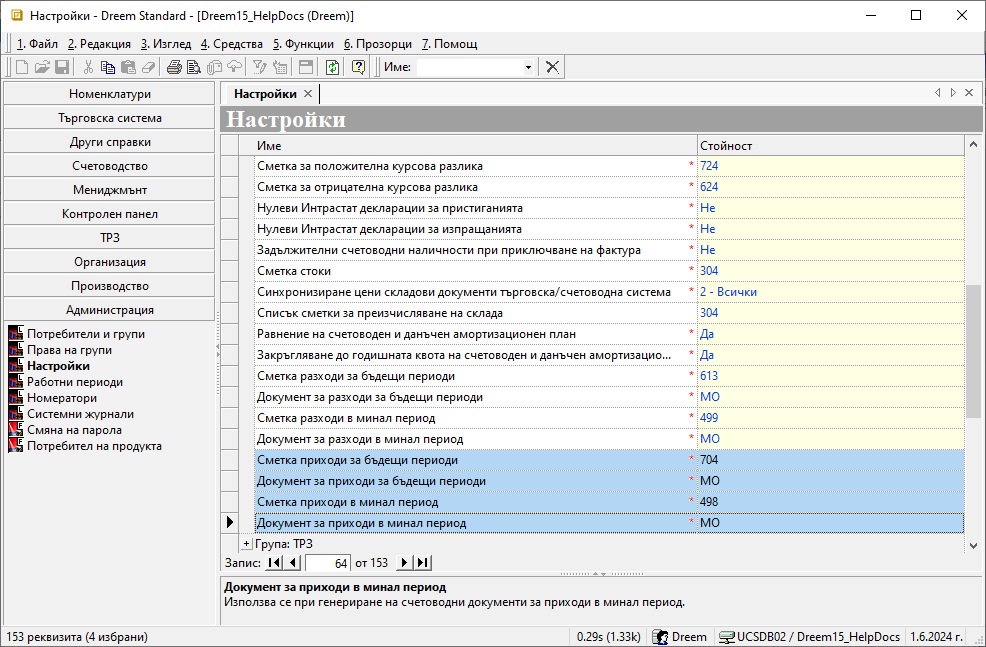 Настройки - Dreem Standard - [Dreem15_HelpDocs (Dreem)]
1. Файл 2. Редакция 3. Изглед 4. Средства 5. Функции 6. Прозорци 7. Помощ
Име:
Номенклатури
Търговска система
Други справки
Счетоводство
Мениджмънт
Контролен панел
ТРЗ
Организация
Производство
Администрация
Потребители и групи
Права на групи
Настройки
Работни периоди
Номератори
Системни журнали
Смяна на парола
Потребител на продукта
Настройки
Настройки
Име Стойност
Сметка за положителна курсова разлика * 724
Сметка за отрицателна курсова разлика * 624
Нулеви Интрастат декларации за пристиганията * Не
Нулеви Интрастат декларации за изпращанията * Не
Задължителни счетоводни наличности при приключване на фактура * Не
Сметка стоки * 304
Синхронизиране цени складови документи търговска/счетоводна система * 2 - Всички
Списък сметки за преизчисляване на склада 304
Равнение на счетоводен и данъчен амортизационен план * Да
Закръгляване до годишната квота на счетоводен и данъчен амортизацио... * Да
Сметка разходи за бъдещи периоди * 613
Документ за разходи за бъдещи периоди * МО
Сметка разходи в минал период * 499
Документ за разходи в минал период * МО
Сметка приходи за бъдещи периоди * 704
Документ за приходи за бъдещи периоди * МО
Сметка приходи в минал период * 498
Документ за приходи в минал период * МО
Група: ТРЗ
Запис: 64 от 153
Документ за приходи в минал период
Използва се при генериране на счетоводни документи за приходи в минал период.
153 реквизита (4 избрани) 0.29s (1.33k) Dreem UCSDB02 / Dreem15_HelpDocs 1.6.2024 г.